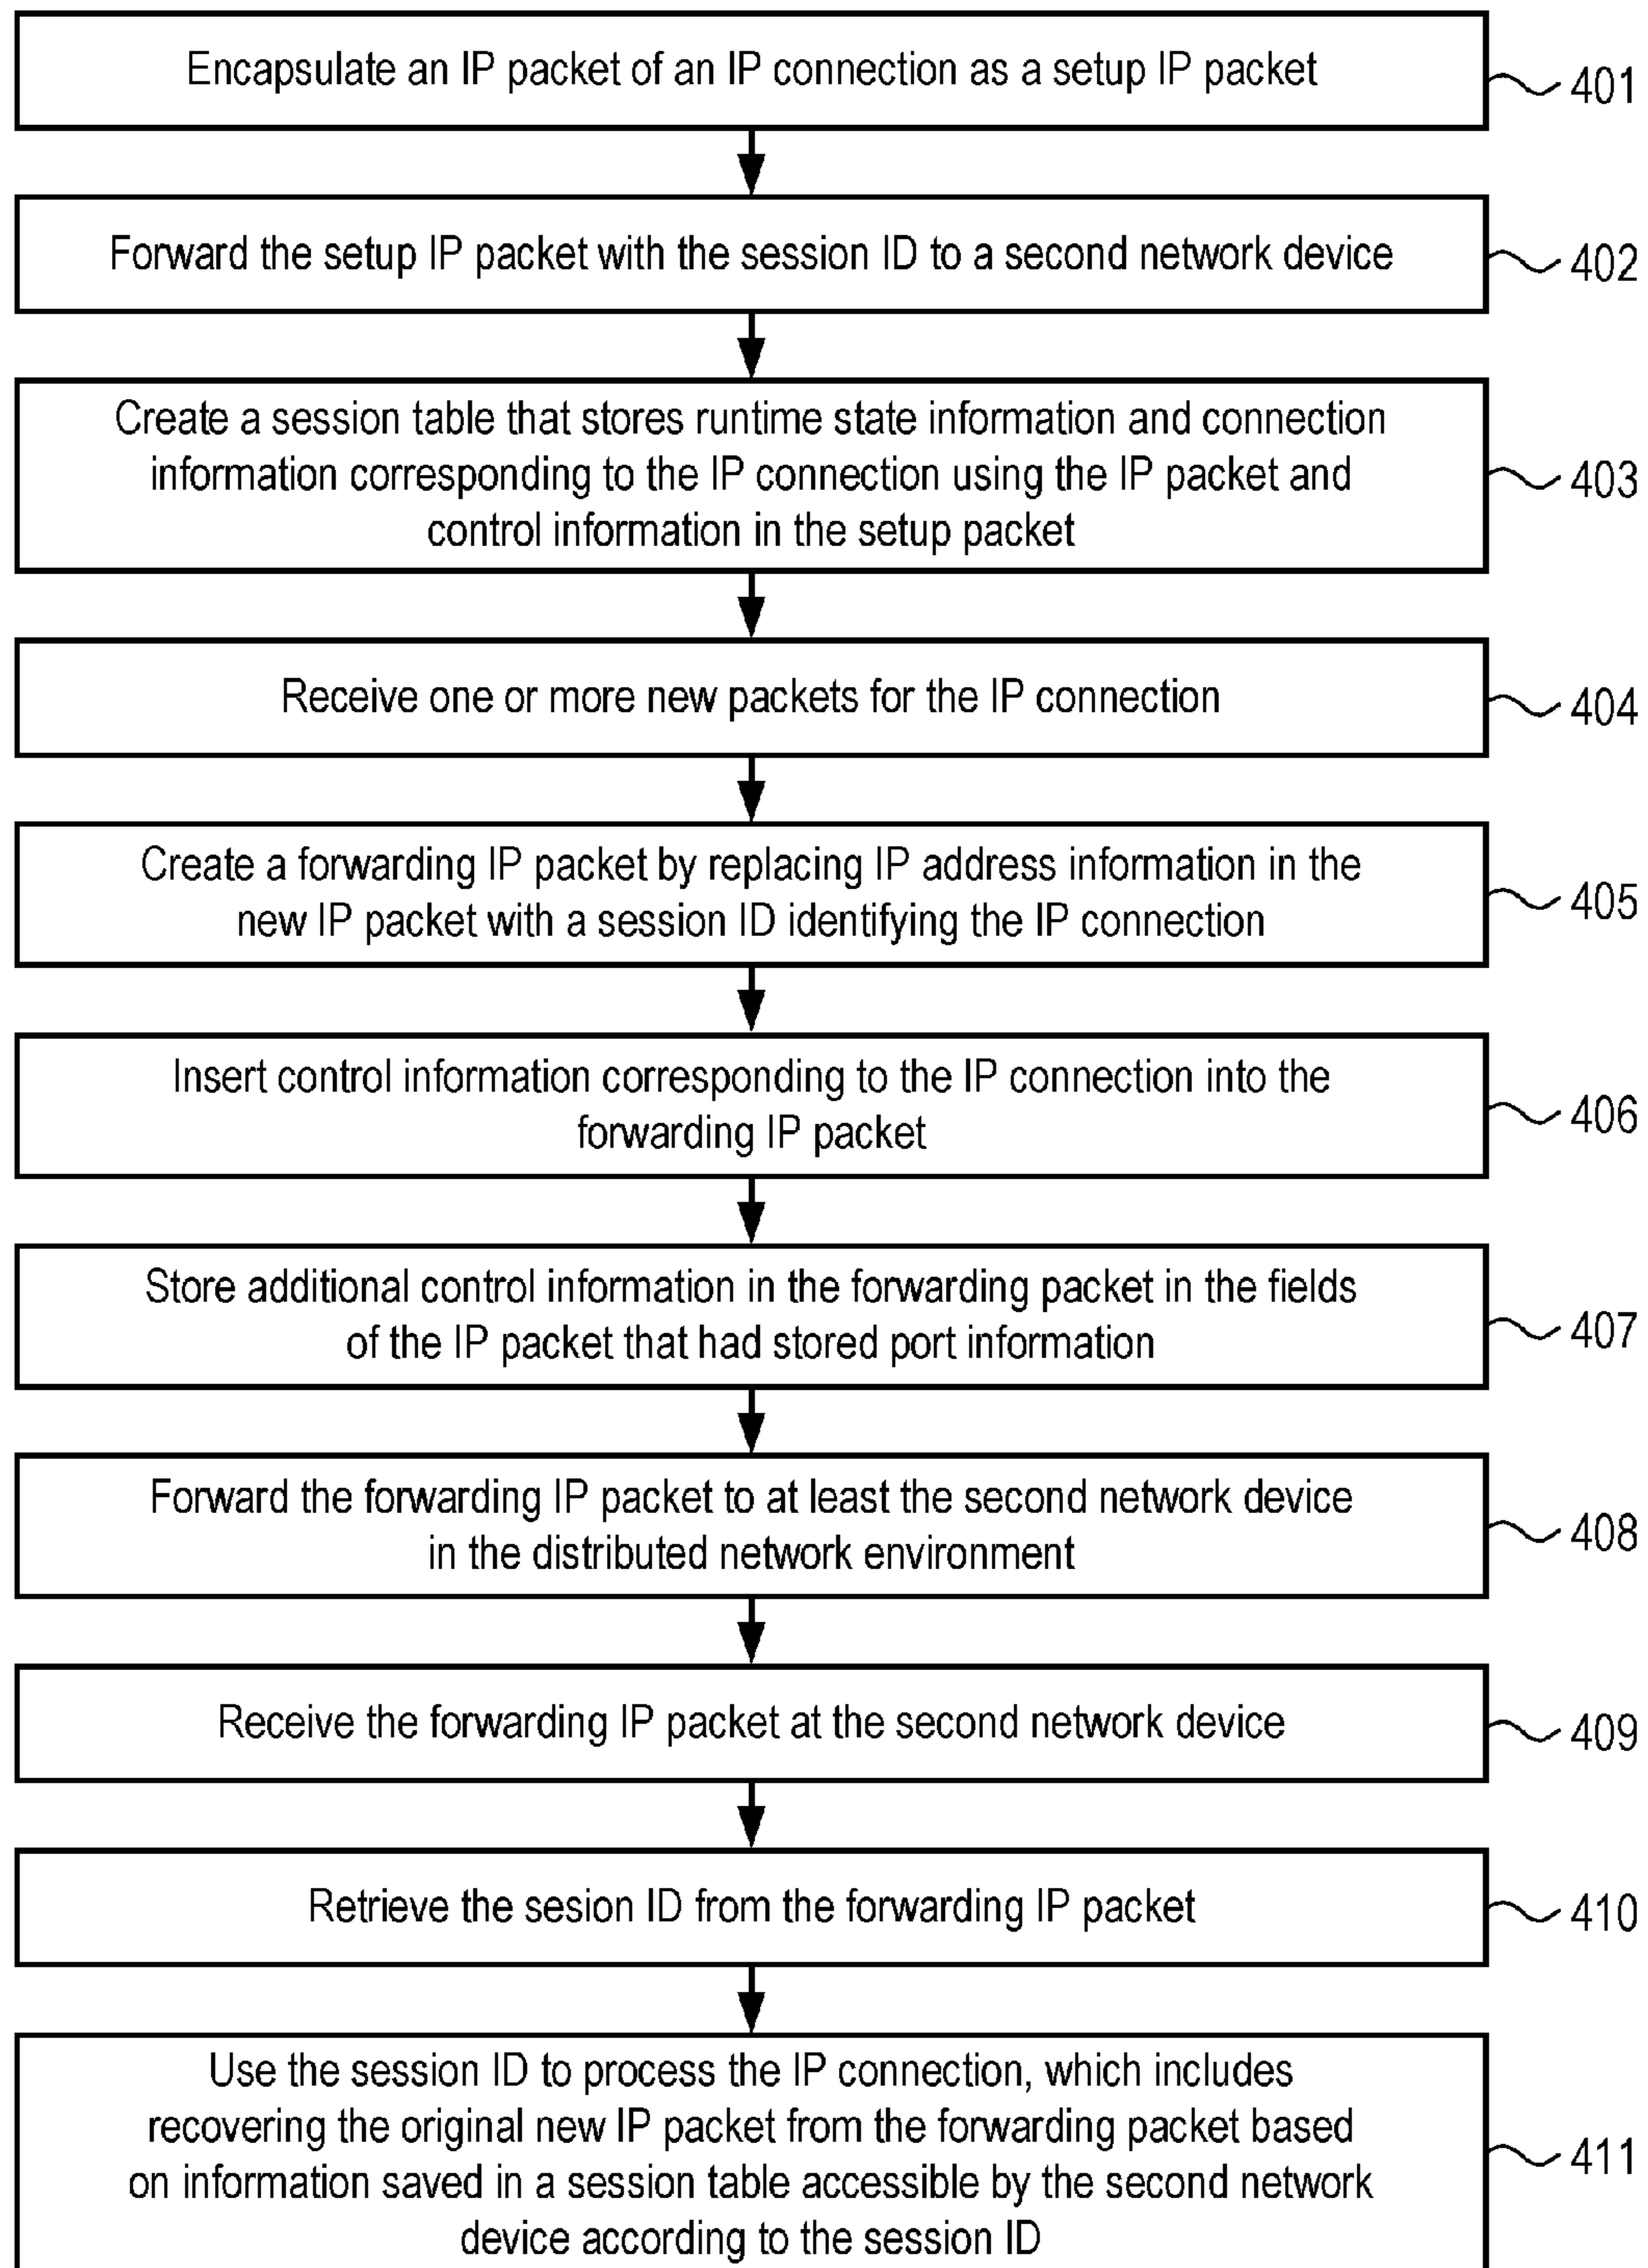 Encapsulate an IP packet of an IP connection as a setup IP packet
401
Forward the setup IP packet with the session ID to a second network device
402
Create a session table that stores runtime state information and connection
information corresponding to the IP connection using the IP packet and
control information in the setup packet
403
Receive one or more new packets for the IP connection
404
Create a forwarding IP packet by replacing IP address information in the
new IP packet with a session ID identifying the IP connection
405
Insert control information corresponding to the IP connection into the
forwarding IP packet
406
Store additional control information in the forwarding packet in the fields
of the IP packet that had stored port information
407
Forward the forwarding IP packet to at least the second network device
in the distributed network environment
408
Receive the forwarding IP packet at the second network device
409
Retrieve the sesion ID from the forwarding IP packet
410
Use the session ID to process the IP connection, which includes
recovering the original new IP packet from the forwarding packet based
on information saved in a session table accessible by the second network
device according to the session ID
411